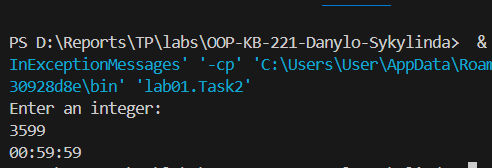 PS D:\Reports\TP\labs\OOP-KB-221-Danylo-Sykylinda> &
InExceptionMessages' '-cp' 'C:\Users\User\AppData\Roam
30928d8e\bin' 'lab01.Task2'
Enter an integer:
3599
00:59:59